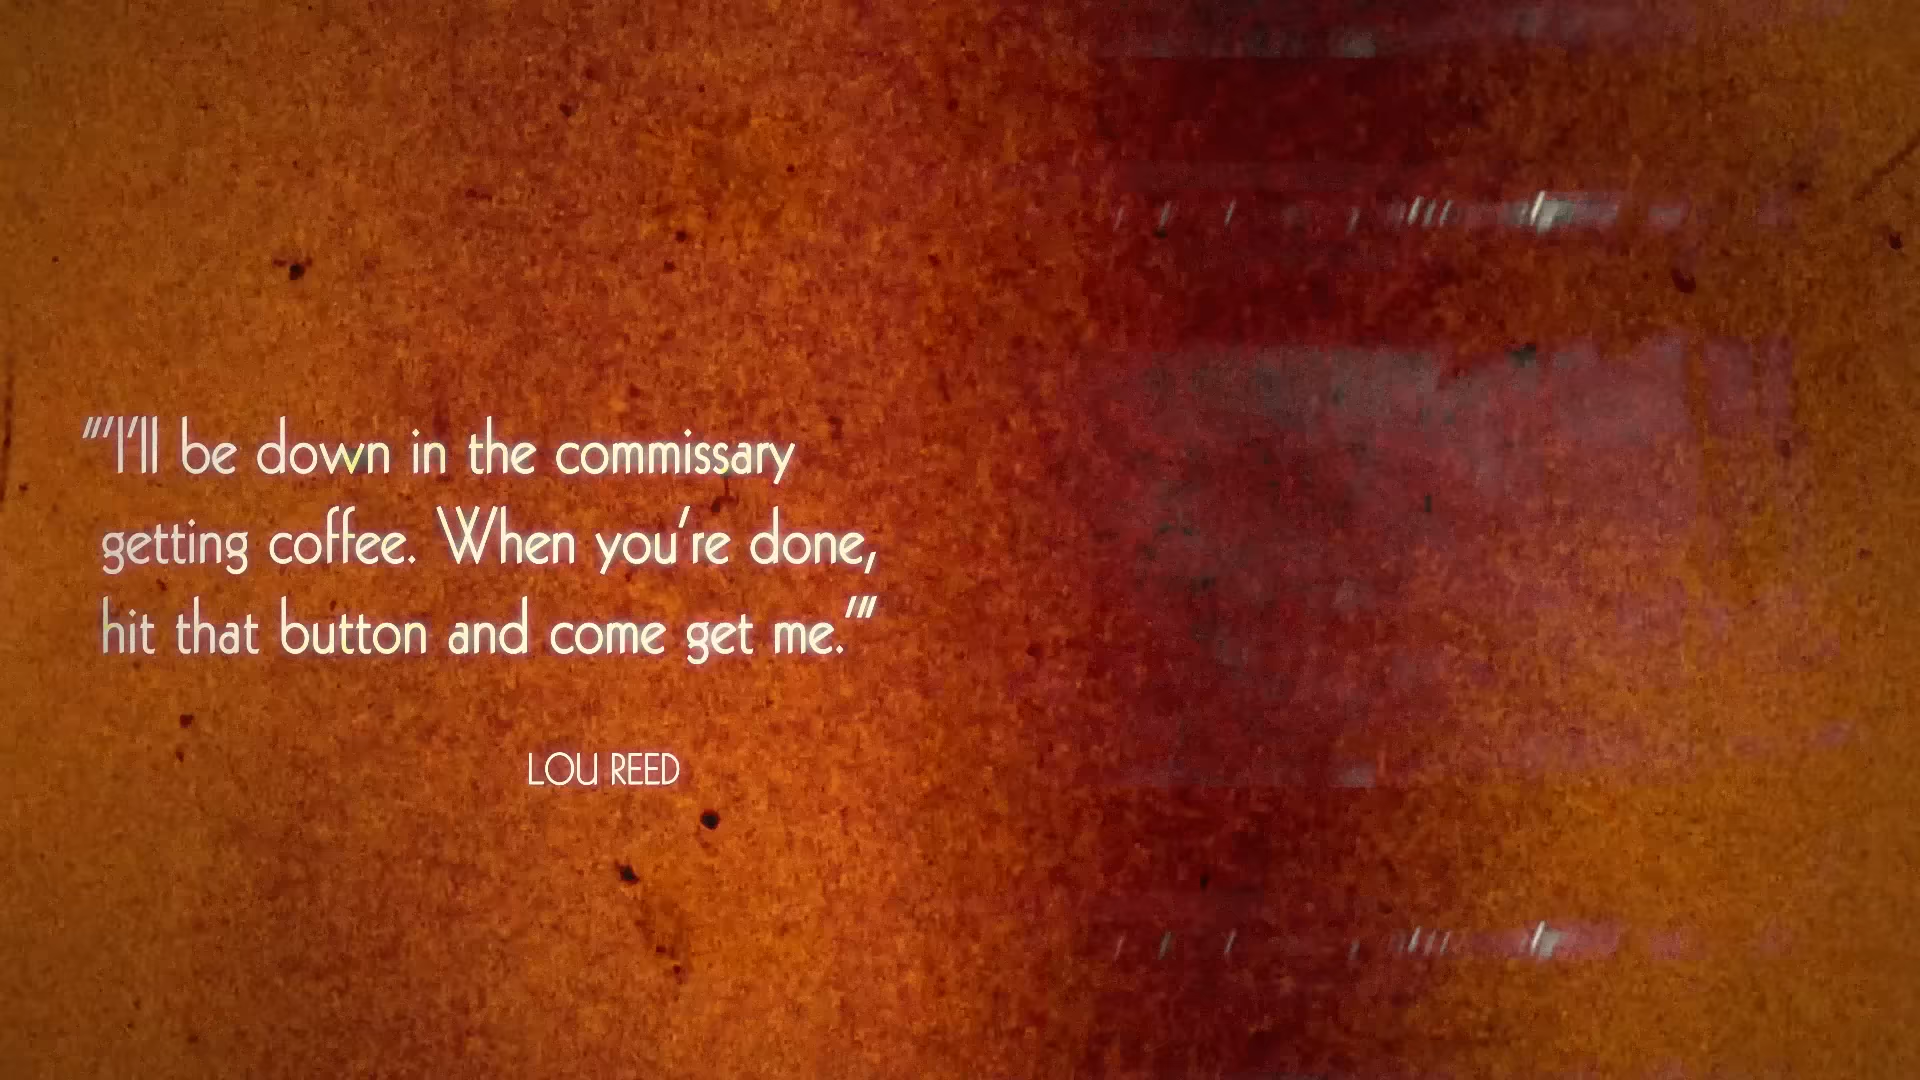 "'I'll be down in the commissary
getting coffee. When you're done,
hit that button and come get me.'"
LOU REED